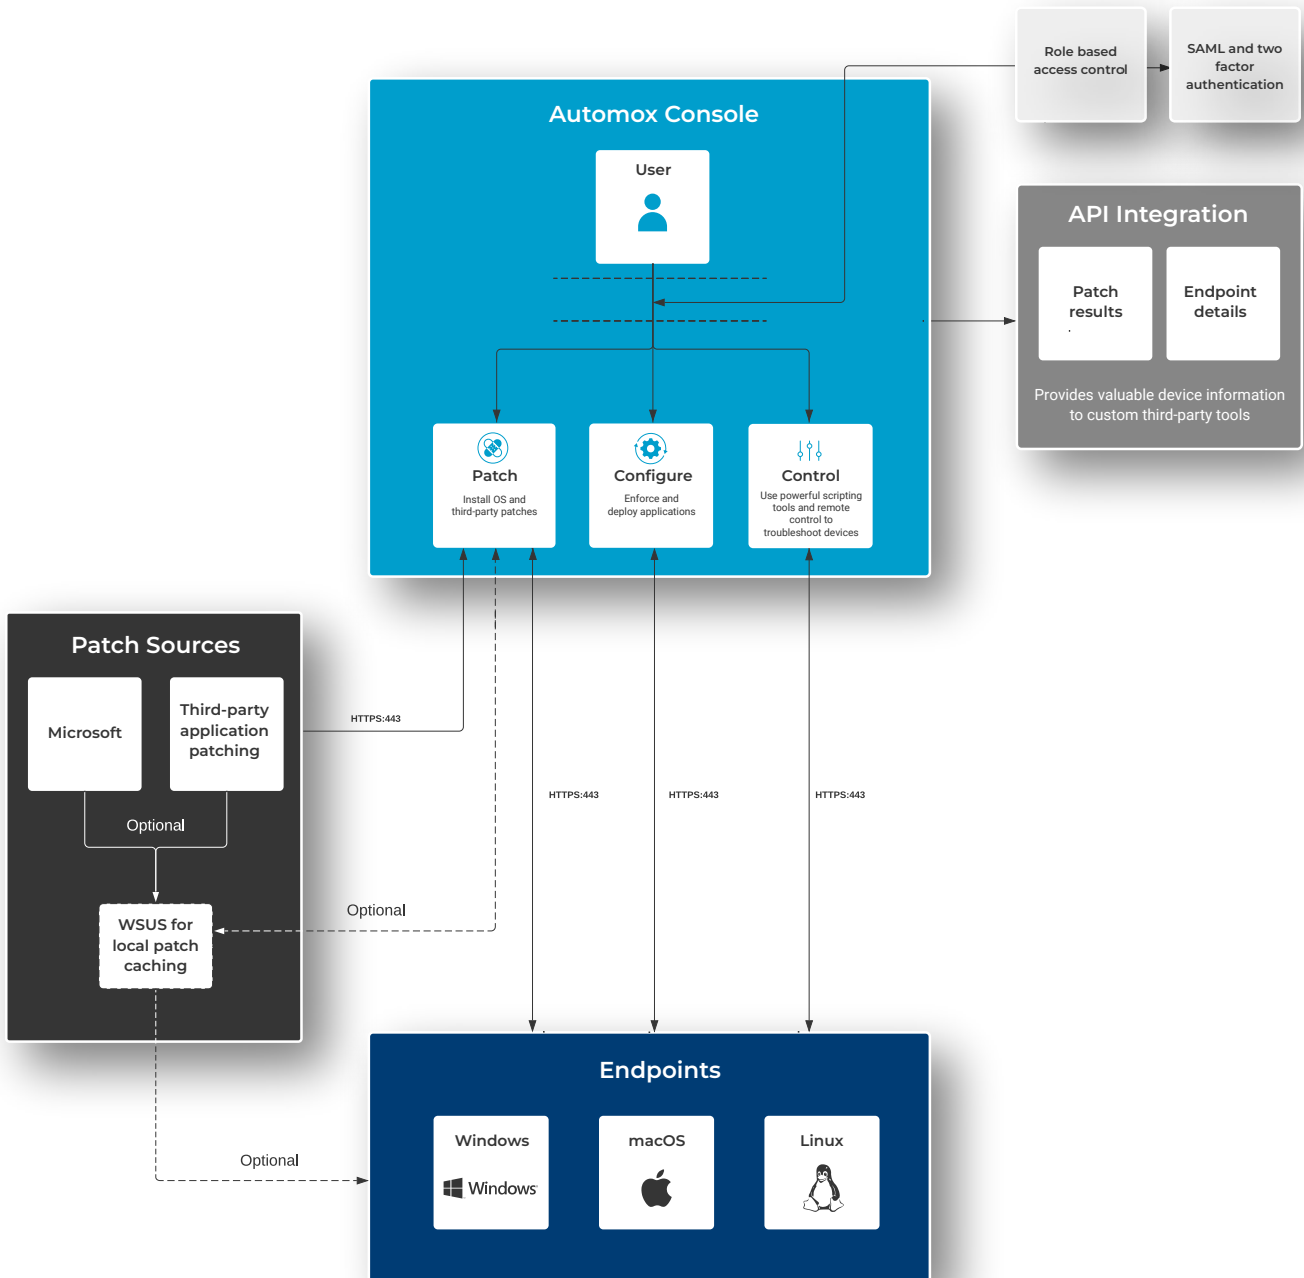 Role based
access control
SAML and two
factor
authentication
Automox Console
User
API Integration
Patch
results
Endpoint
details
Provides valuable device information
to custom third-party tools
Patch
Install OS and
third-party patches
Configure
Enforce and
deploy applications
Control
Use powerful scripting
tools and remote
control to
troubleshoot devices
Patch Sources
Microsoft
Third-party
application
patching
HTTPS:443
Optional
HTTPS:443
HTTPS:443
HTTPS:443
WSUS for
local patch
caching
Optional
Endpoints
Windows
Windows
macOS
Linux
Optional